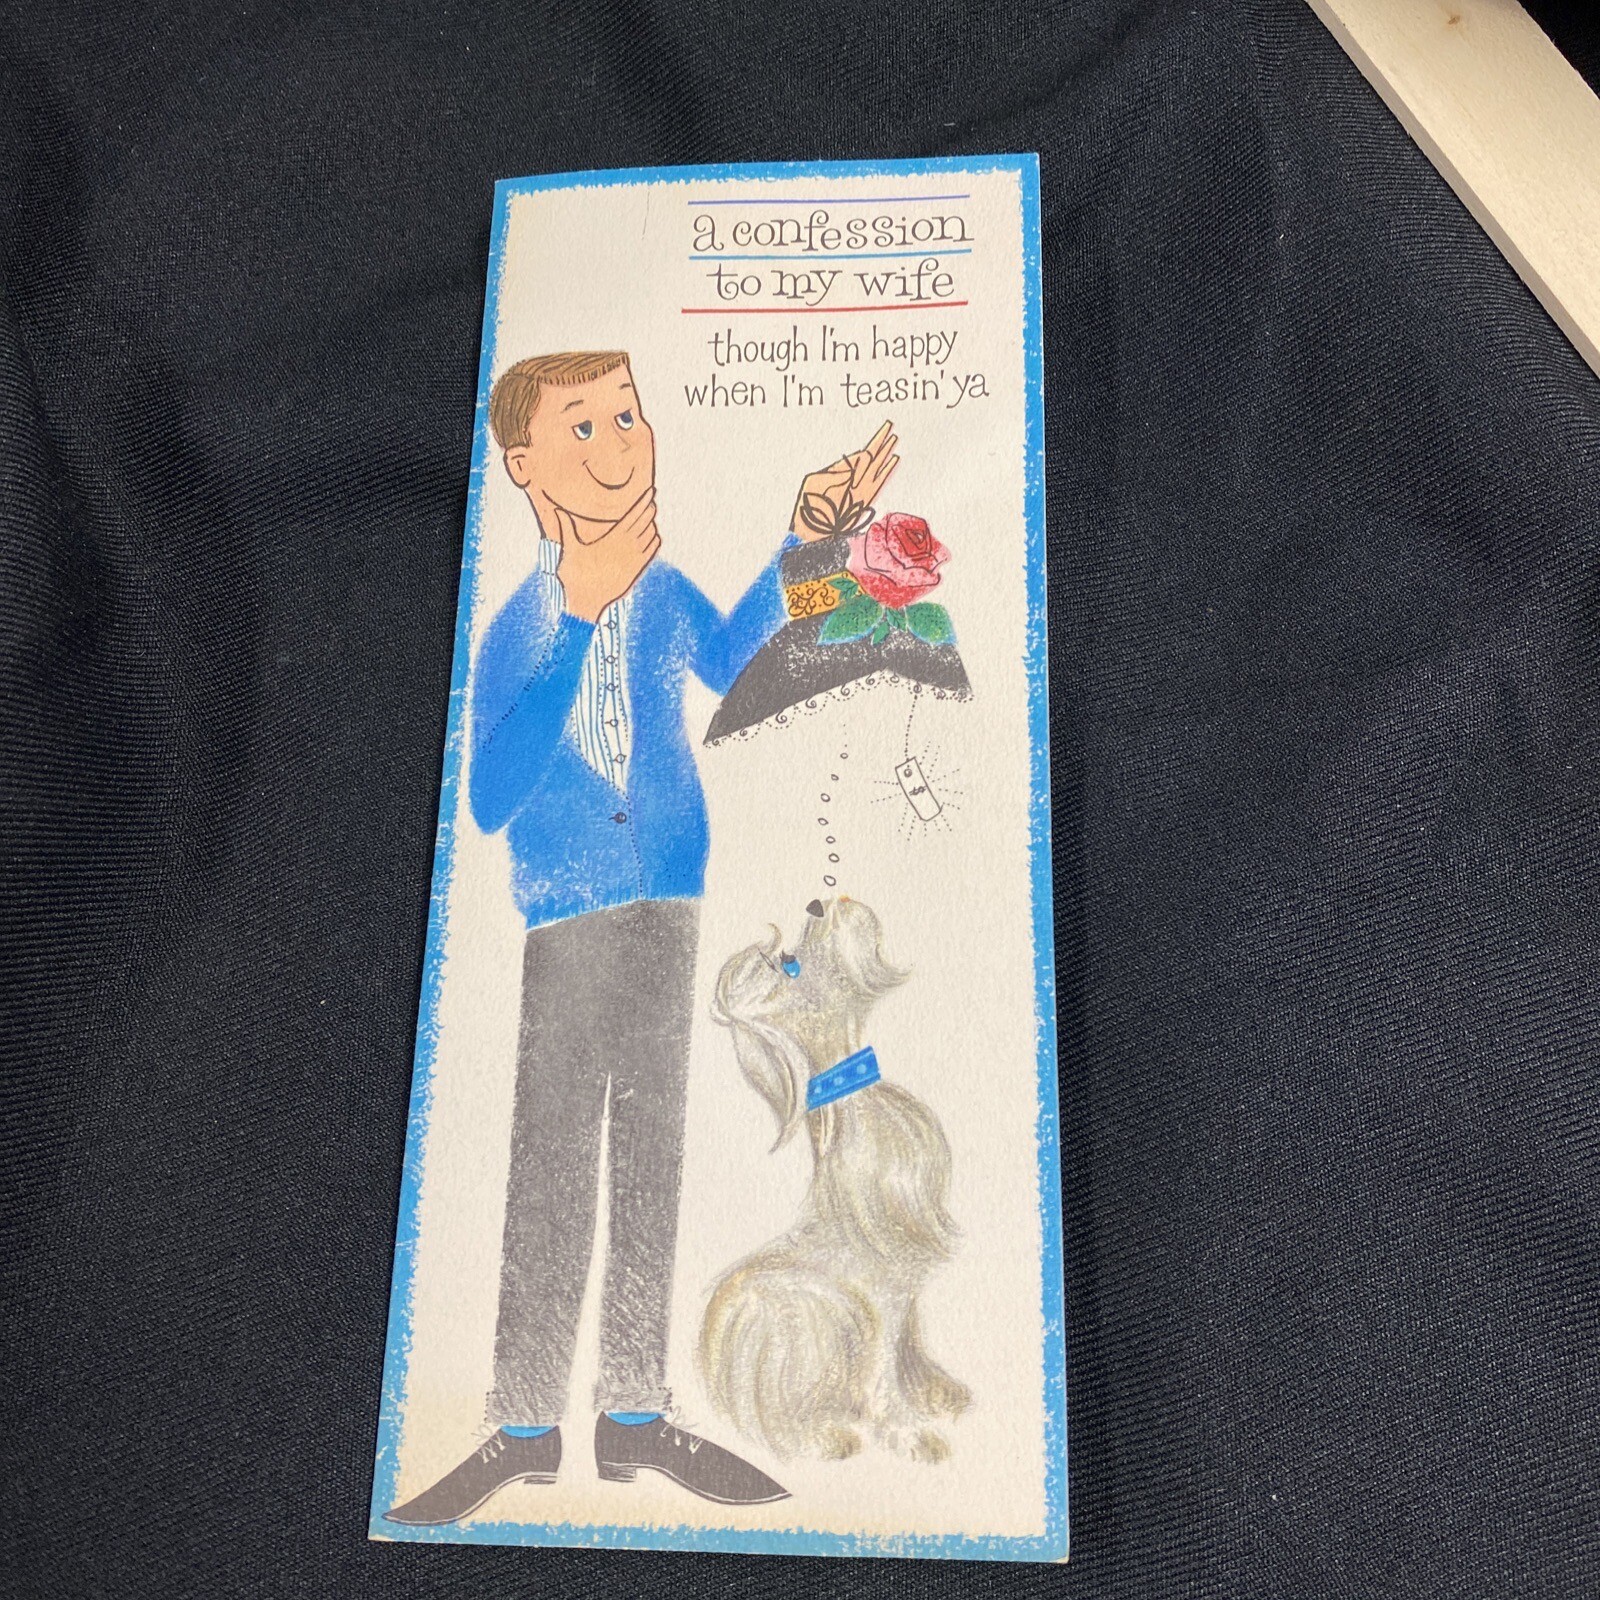 a confession
to my wife
though I'm happy
when I'm teasin' ya